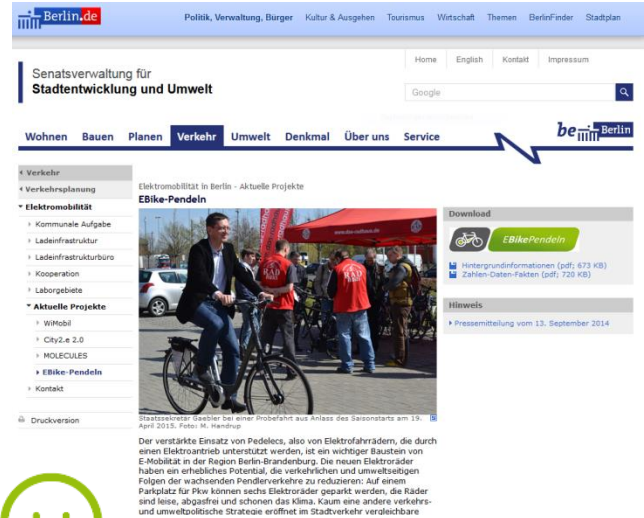 Berlin.de
Politik, Verwaltung, Bürger Kultur & Ausgehen Tourismus Wirtschaft Themen BerlinFinder Stadtplan
Home English Kontakt Impressum
Senatsverwaltung für
Stadtentwicklung und Umwelt
Google
Wohnen Bauen Planen Verkehr Umwelt Denkmal Über uns Service
be Berlin
Verkehr
Verkehrsplanung
Elektromobilität
Kommunale Aufgabe
Ladeinfrastruktur
Ladeinfrastrukturbüro
Kooperation
Laborgebiete
Aktuelle Projekte
WiMobil
City2.e 2.0
MOLECULES
EBike-Pendeln
Kontakt
Druckversion
Elektromobilität in Berlin - Aktuelle Projekte
EBike-Pendeln
RAD
RAD
Staatssekretär Gaebler bei einer Probefahrt aus Anlass des Saisonstarts am 19.
April 2015. Foto: M. Handrup
Der verstärkte Einsatz von Pedelecs, also von Elektrofahrrädern, die durch
einen Elektroantrieb unterstützt werden, ist ein wichtiger Baustein von
E-Mobilität in der Region Berlin-Brandenburg. Die neuen Elektroräder
haben ein erhebliches Potential, die verkehrlichen und umweltseitigen
Folgen der wachsenden Pendlerverkehre zu reduzieren: Auf einem
Parkplatz für Pkw können sechs Elektroräder geparkt werden, die Räder
sind leise, abgasfrei und schonen das Klima. Kaum eine andere verkehrs-
und umweltpolitische Strategie eröffnet im Stadtverkehr vergleichbare
Download
EBikePendeln
Hintergrundinformationen (pdf; 673 KB)
Zahlen-Daten-Fakten (pdf; 720 KB)
Hinweis
Pressemitteilung vom 13. September 2014